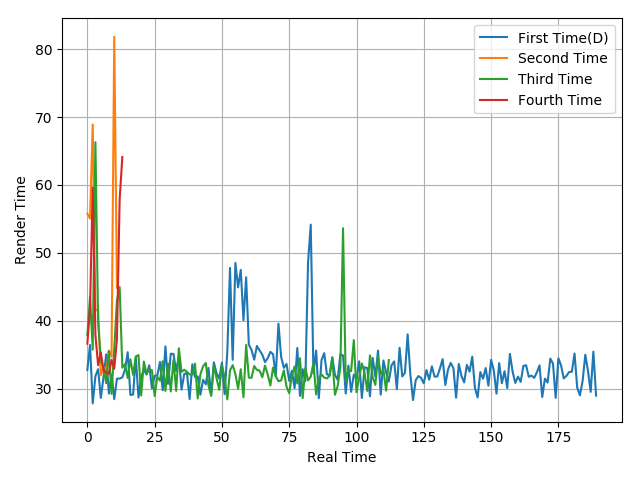 First Time(D)
Second Time
Third Time
Fourth Time
80
70
60
50
40
30
Render Time
0 25 50 75 100 125 150 175
Real Time